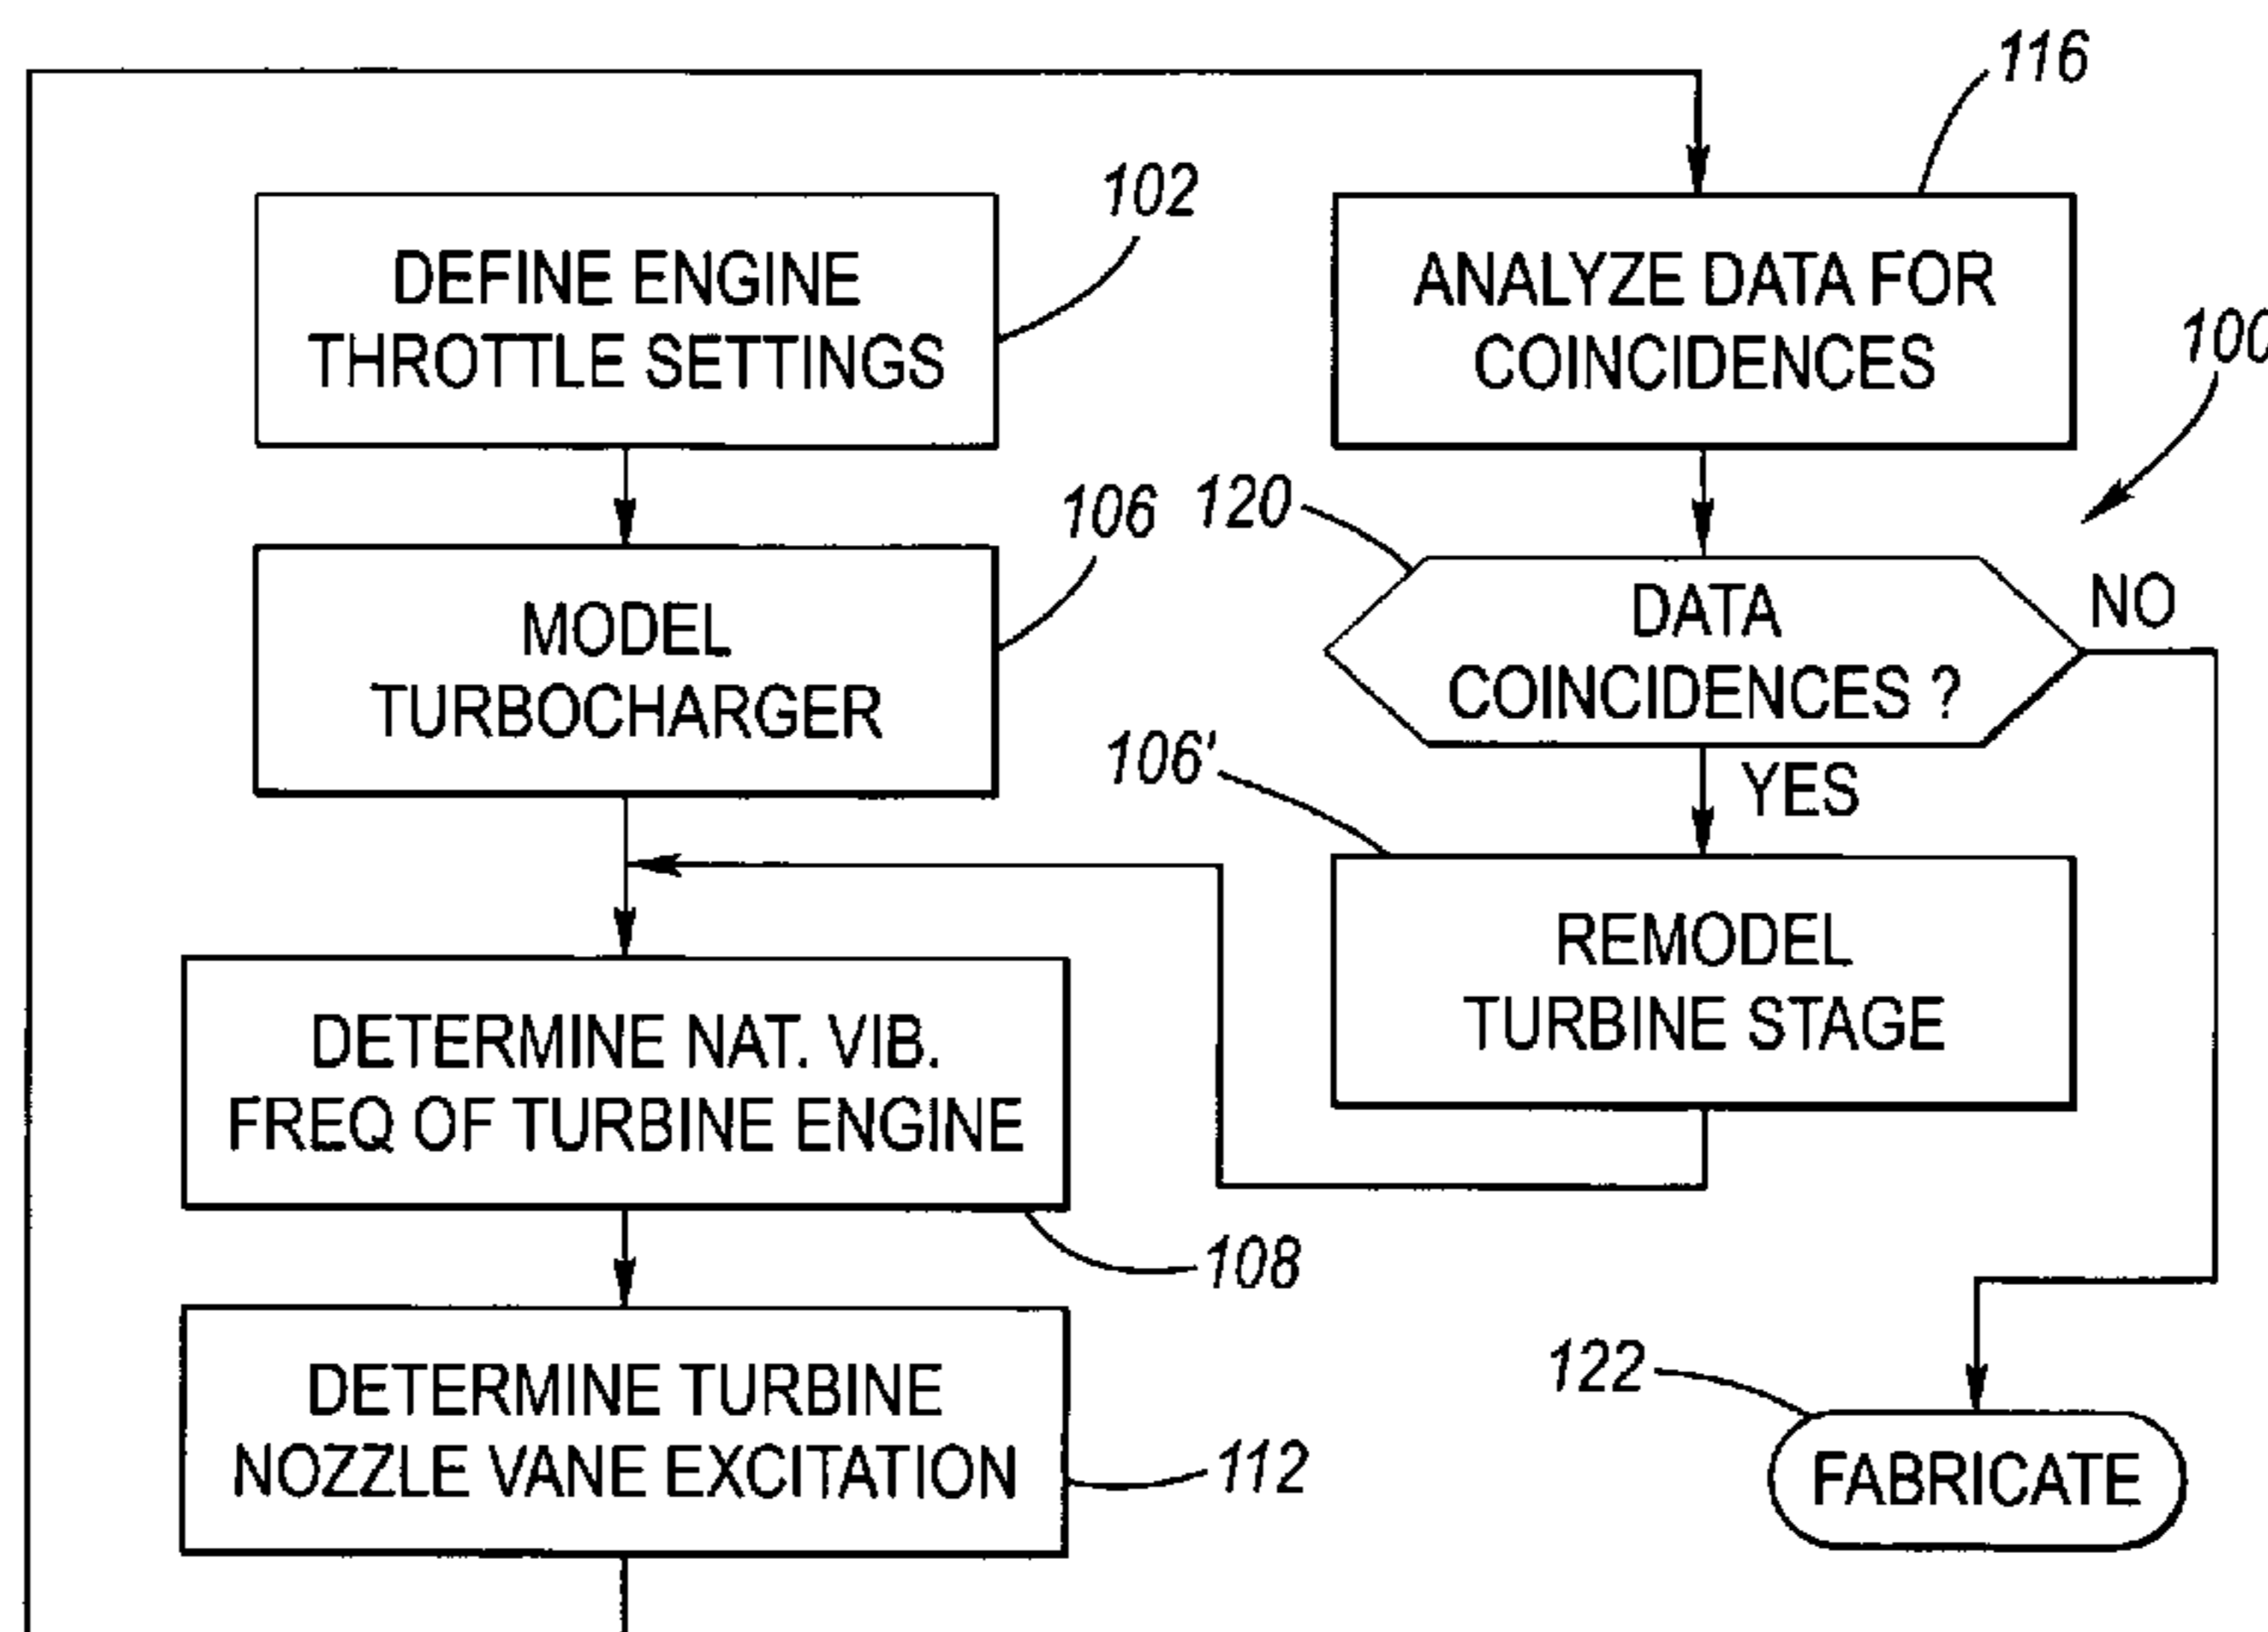 102
DEFINE ENGINE
THROTTLE SETTINGS
106
MODEL
TURBOCHARGER
DETERMINE NAT. VIB.
FREQ OF TURBINE ENGINE
108
DETERMINE TURBINE
NOZZLE VANE EXCITATION
112
116
ANALYZE DATA FOR
COINCIDENCES
100
120
DATA
COINCIDENCES ?
NO
YES
106'
REMODEL
TURBINE STAGE
122
FABRICATE